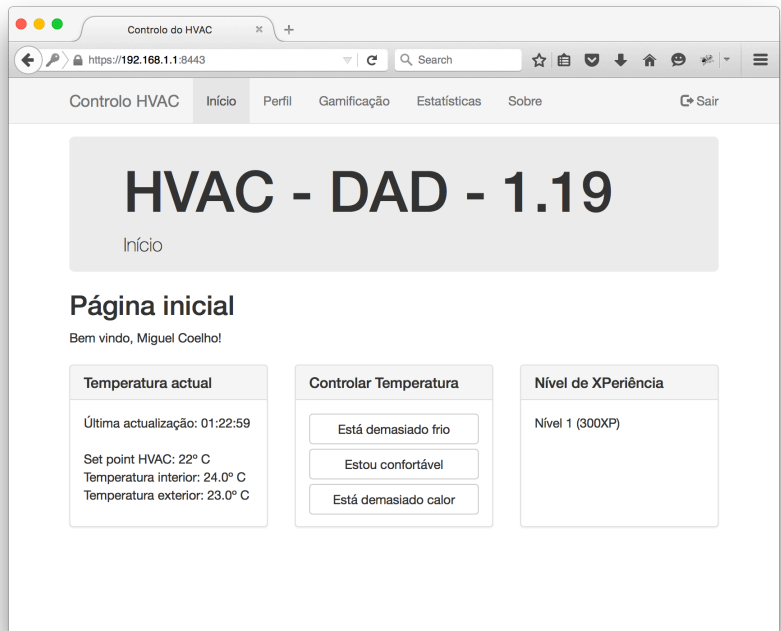 Controlo do HVAC
https://192.168.1.1:8443
Search
Controlo HVAC Início Perfil Gamificação Estatísticas Sobre Sair
HVAC - DAD - 1.19
Início
Página inicial
Bem vindo, Miguel Coelho!
Temperatura actual
Última actualização: 01:22:59
Set point HVAC: 22º C
Temperatura interior: 24.0º C
Temperatura exterior: 23.0º C
Controlar Temperatura
Está demasiado frio
Estou confortável
Está demasiado calor
Nível de XPeriência
Nível 1 (300XP)